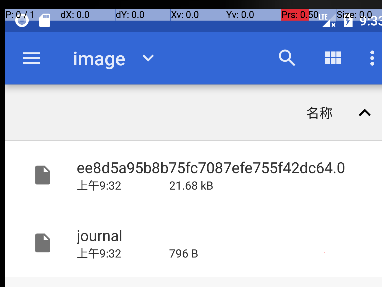 P: 0 / 1 dX: 0.0 dY: 0.0 Xv: 0.0 Yv: 0.0 Prs: 0.50 Size: 0.0
9:33
image
名称
ee8d5a95b8b75fc7087efe755f42dc64.0
上午9:32 21.68 kB
journal
上午9:32 796 B